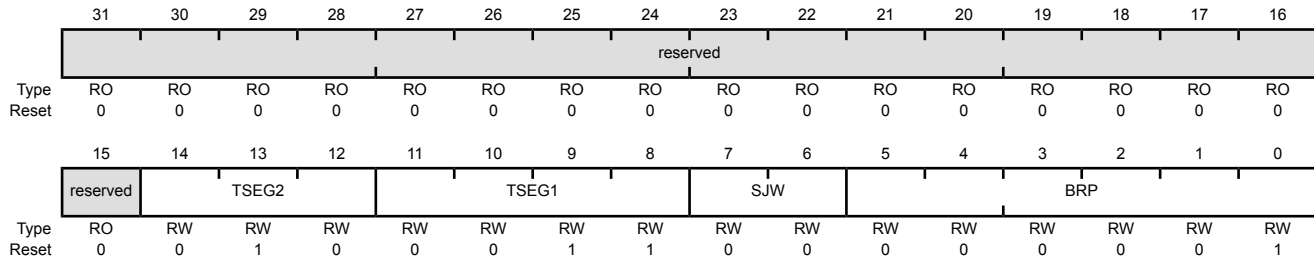 31 30 29 28 27 26 25 24 23 22 21 20 19 18 17 16
reserved
Type RO RO RO RO RO RO RO RO RO RO RO RO RO RO RO RO
Reset 0 0 0 0 0 0 0 0 0 0 0 0 0 0 0 0
15 14 13 12 11 10 9 8 7 6 5 4 3 2 1 0
reserved TSEG2 TSEG1 SJW BRP
Type RO RW RW RW RW RW RW RW RW RW RW RW RW RW RW RW
Reset 0 0 1 0 0 0 1 1 0 0 0 0 0 0 0 1